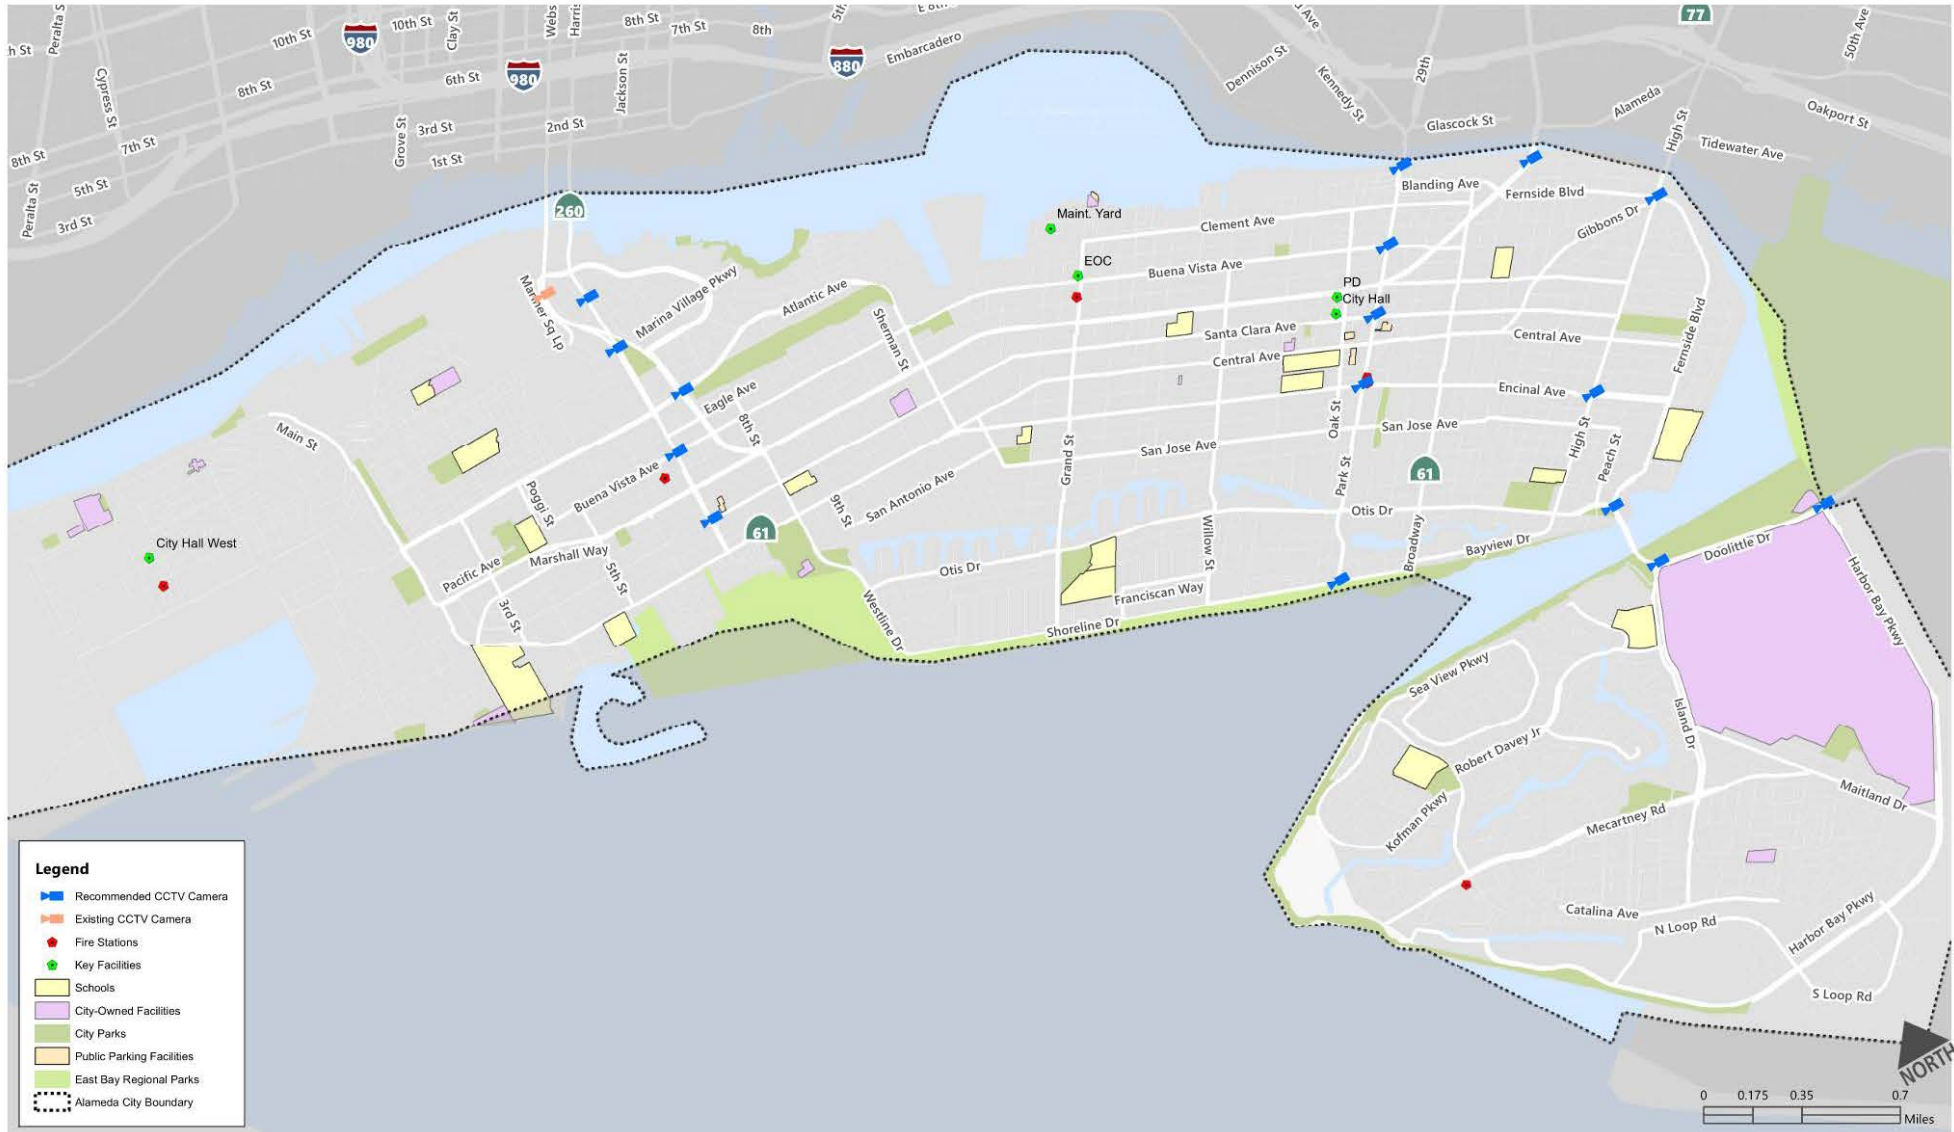 Peralta S
10th St
Clay St
Webs
Harris
8th St
7th St
8th
5th
77
50th Ave
h St
10th St
980
980
880
Embarcadero
Dennison St
Kennedy St
29th
Cypress St
8th St
6th St
Jackson St
Alameda
Oakport St
Glascock St
High St
Tidewater Ave
8th St
7th St
Grove St
3rd St
2nd St
1st St
Peralta St
5th St
3rd St
260
Maint. Yard
Blanding Ave
Fernside Blvd
Clement Ave
Gibbons Dr
EOC
Buena Vista Ave
PD
City Hall
Mariner Sq Lp
Marina Village Pkwy
Atlantic Ave
Sherman St
Santa Clara Ave
Central Ave
Central Ave
Fernside Blvd
Eagle Ave
8th St
Encinal Ave
Oak St
San Jose Ave
San Jose Ave
High St
Peach St
Main St
Grand St
61
Park St
Poggi St
Buena Vista Ave
9th St
San Antonio Ave
Otis Dr
61
Willow St
Broadway
Bayview Dr
Doolittle Dr
City Hall West
Pacific Ave
Marshall Way
5th St
3rd St
Otis Dr
Franciscan Way
Westline Dr
Shoreline Dr
Harbor Bay Pkwy
Sea View Pkwy
Island Dr
Robert Davey Jr
Kofman Pkwy
Mecartney Rd
Maitland Dr
Catalina Ave
N Loop Rd
Harbor Bay Pkwy
S Loop Rd
Legend
Recommended CCTV Camera
Existing CCTV Camera
Fire Stations
Key Facilities
Schools
City-Owned Facilities
City Parks
Public Parking Facilities
East Bay Regional Parks
Alameda City Boundary
NORTH
0 0.175 0.35 0.7
Miles